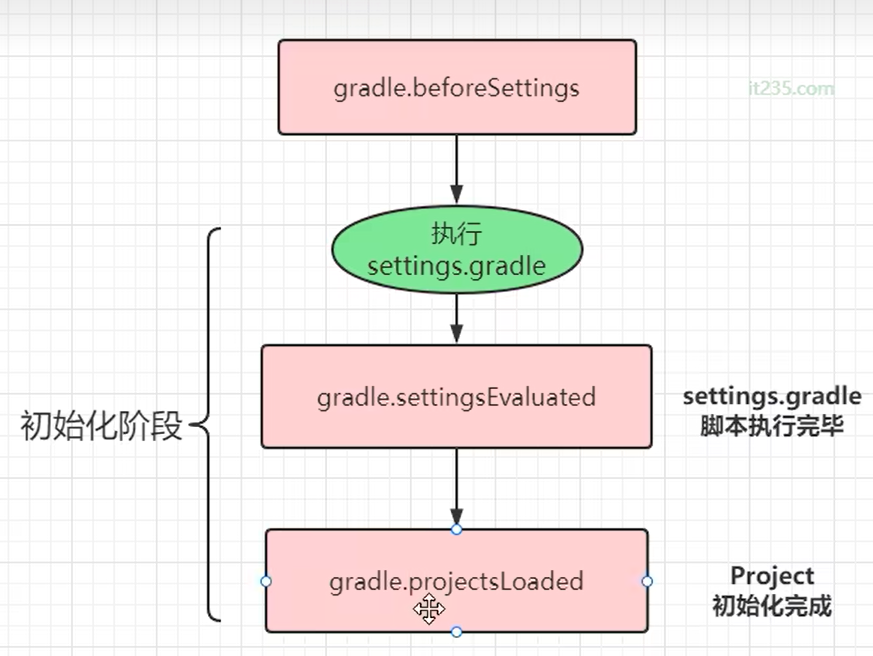 gradle.beforeSettings
it235.com
执行
settings.gradle
gradle.settingsEvaluated
settings.gradle
脚本执行完毕
初始化阶段
gradle.projectsLoaded
Project
初始化完成